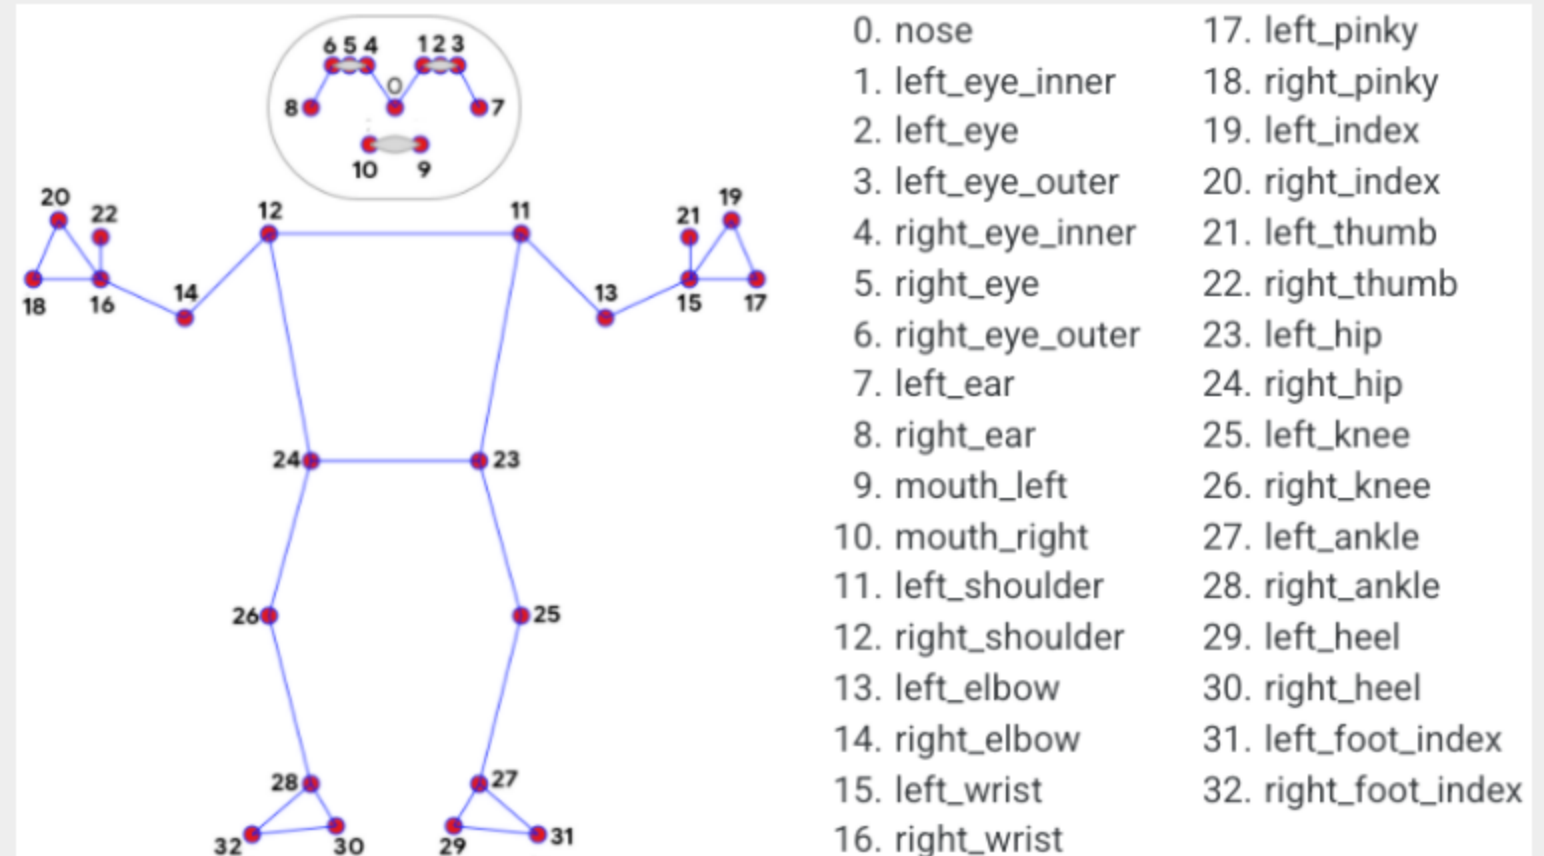 6 5 4 1 2 3
0
8 7
10 9
20 19
22 12 11 21
14 13
18 16 15 17
24 23
26 25
28 27
32 30 29 31
0. nose
1. left_eye_inner
2. left_eye
3. left_eye_outer
4. right_eye_inner
5. right_eye
6. right_eye_outer
7. left_ear
8. right_ear
9. mouth_left
10. mouth_right
11. left_shoulder
12. right_shoulder
13. left_elbow
14. right_elbow
15. left_wrist
16. right_wrist
17. left_pinky
18. right_pinky
19. left_index
20. right_index
21. left_thumb
22. right_thumb
23. left_hip
24. right_hip
25. left_knee
26. right_knee
27. left_ankle
28. right_ankle
29. left_heel
30. right_heel
31. left_foot_index
32. right_foot_index